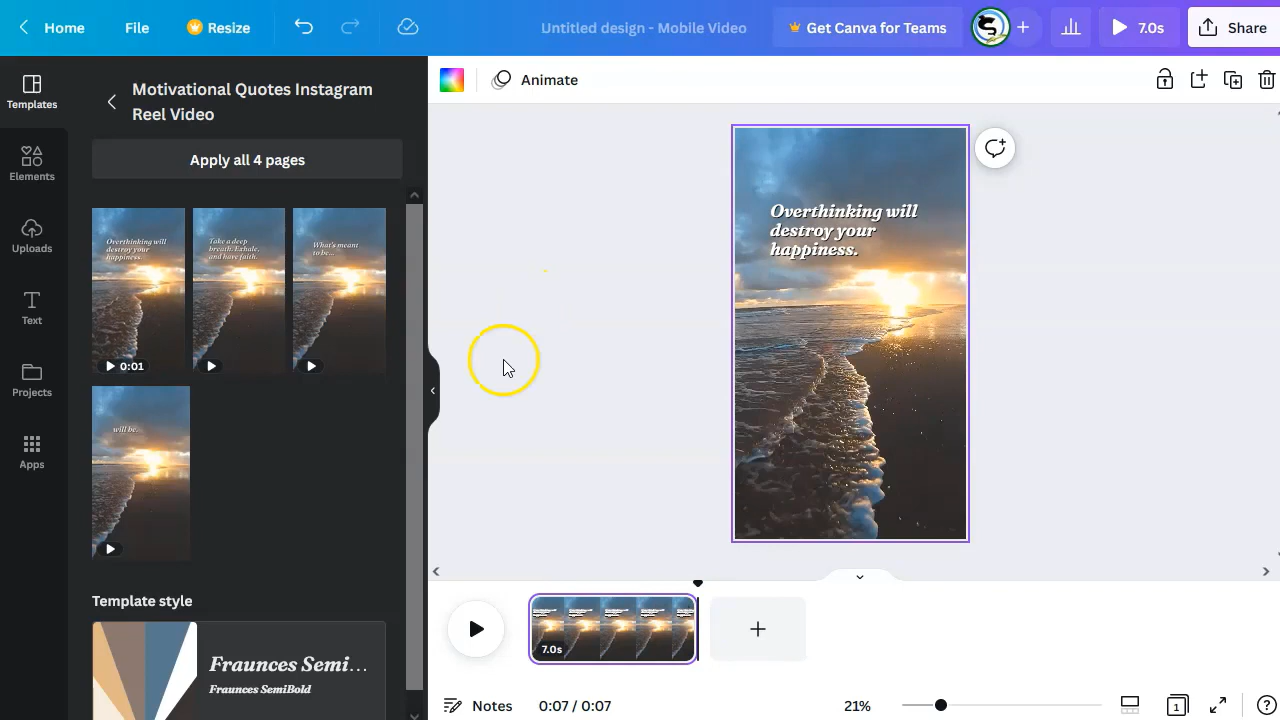 Home
File
Resize
Untitled design - Mobile Video
Get Canva for Teams
7.0s
Share
Templates
Elements
Uploads
Text
Projects
Apps
Motivational Quotes Instagram
Reel Video
Apply all 4 pages
Overthinking will
destroy your
happiness.
0:01
Take a deep
breath. Exhale,
and have faith.
What's meant
to be...
will be.
Template style
Fraunces Semi...
Fraunces SemiBold
Animate
Overthinking will
destroy your
happiness.
7.0s
Notes
0:07 / 0:07
21%
1